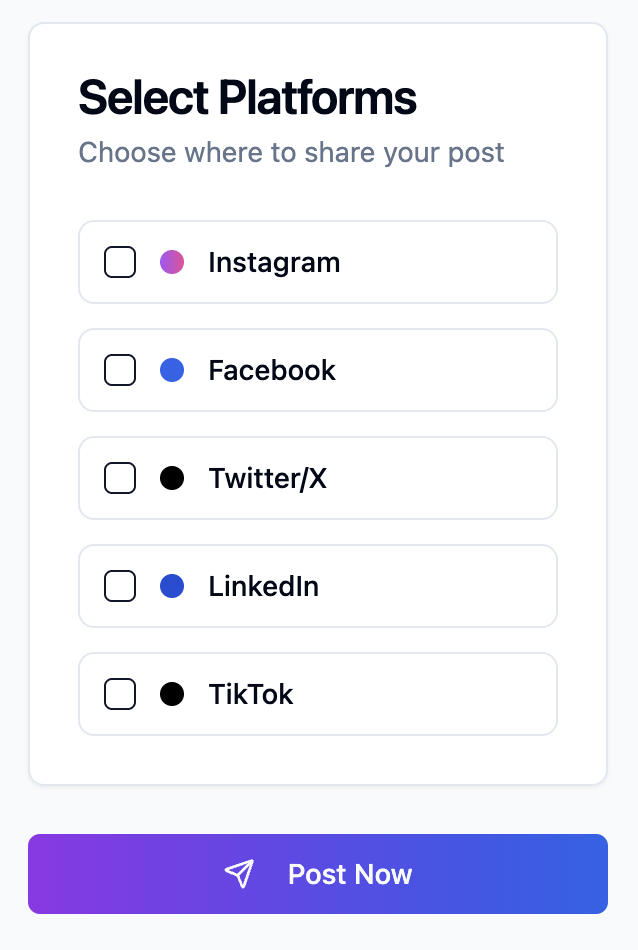 Select Platforms
Choose where to share your post
Instagram
Facebook
Twitter/X
LinkedIn
TikTok
Post Now